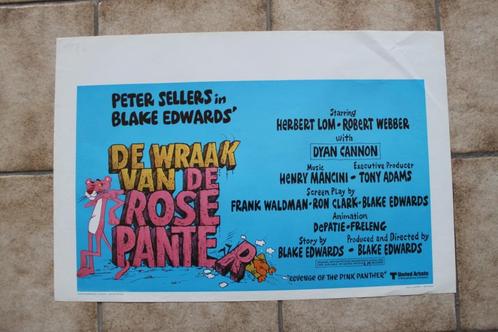 PETER SELLERS in
BLAKE EDWARDS'
DE WRAAK
VAN DE
ROSE
PANTER
Starring
HERBERT LOM - ROBERT WEBBER
with
DYAN CANNON
Music Executive Producer
HENRY MANCINI - TONY ADAMS
Screen Play by
FRANK WALDMAN - RON CLARK - BLAKE EDWARDS
Animation
DePATIE - FRELENG
Story by Produced and Directed by
BLAKE EDWARDS - BLAKE EDWARDS
"REVENGE OF THE PINK PANTHER"
United Artists